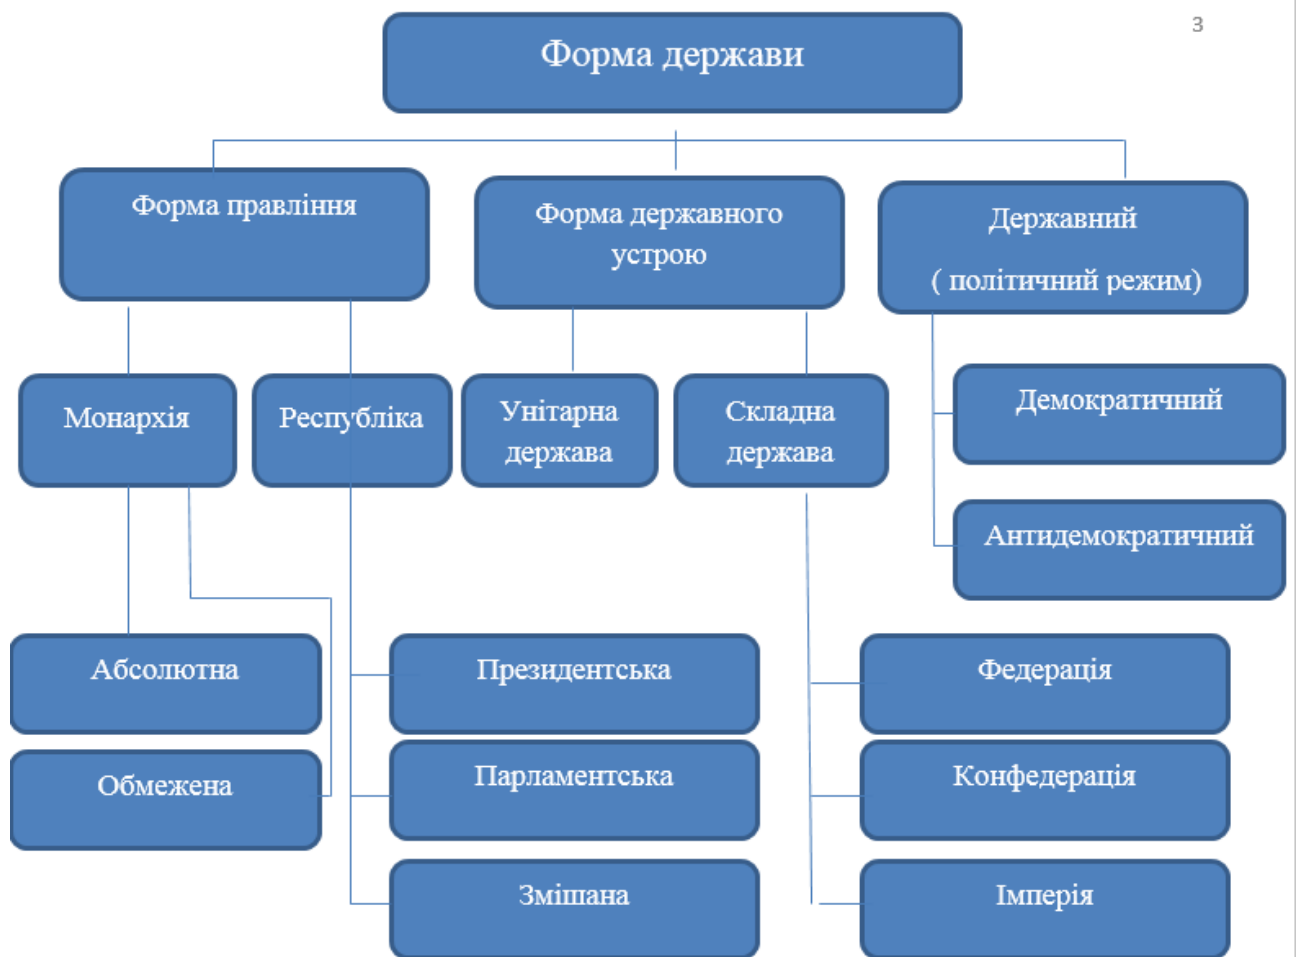 3
Форма держави
Форма правління
Форма державного
устрою
Державний
( політичний режим)
Монархія
Республіка
Унітарна
держава
Складна
держава
Демократичний
Антидемократичний
Абсолютна
Обмежена
Президентська
Парламентська
Змішана
Федерація
Конфедерація
Імперія